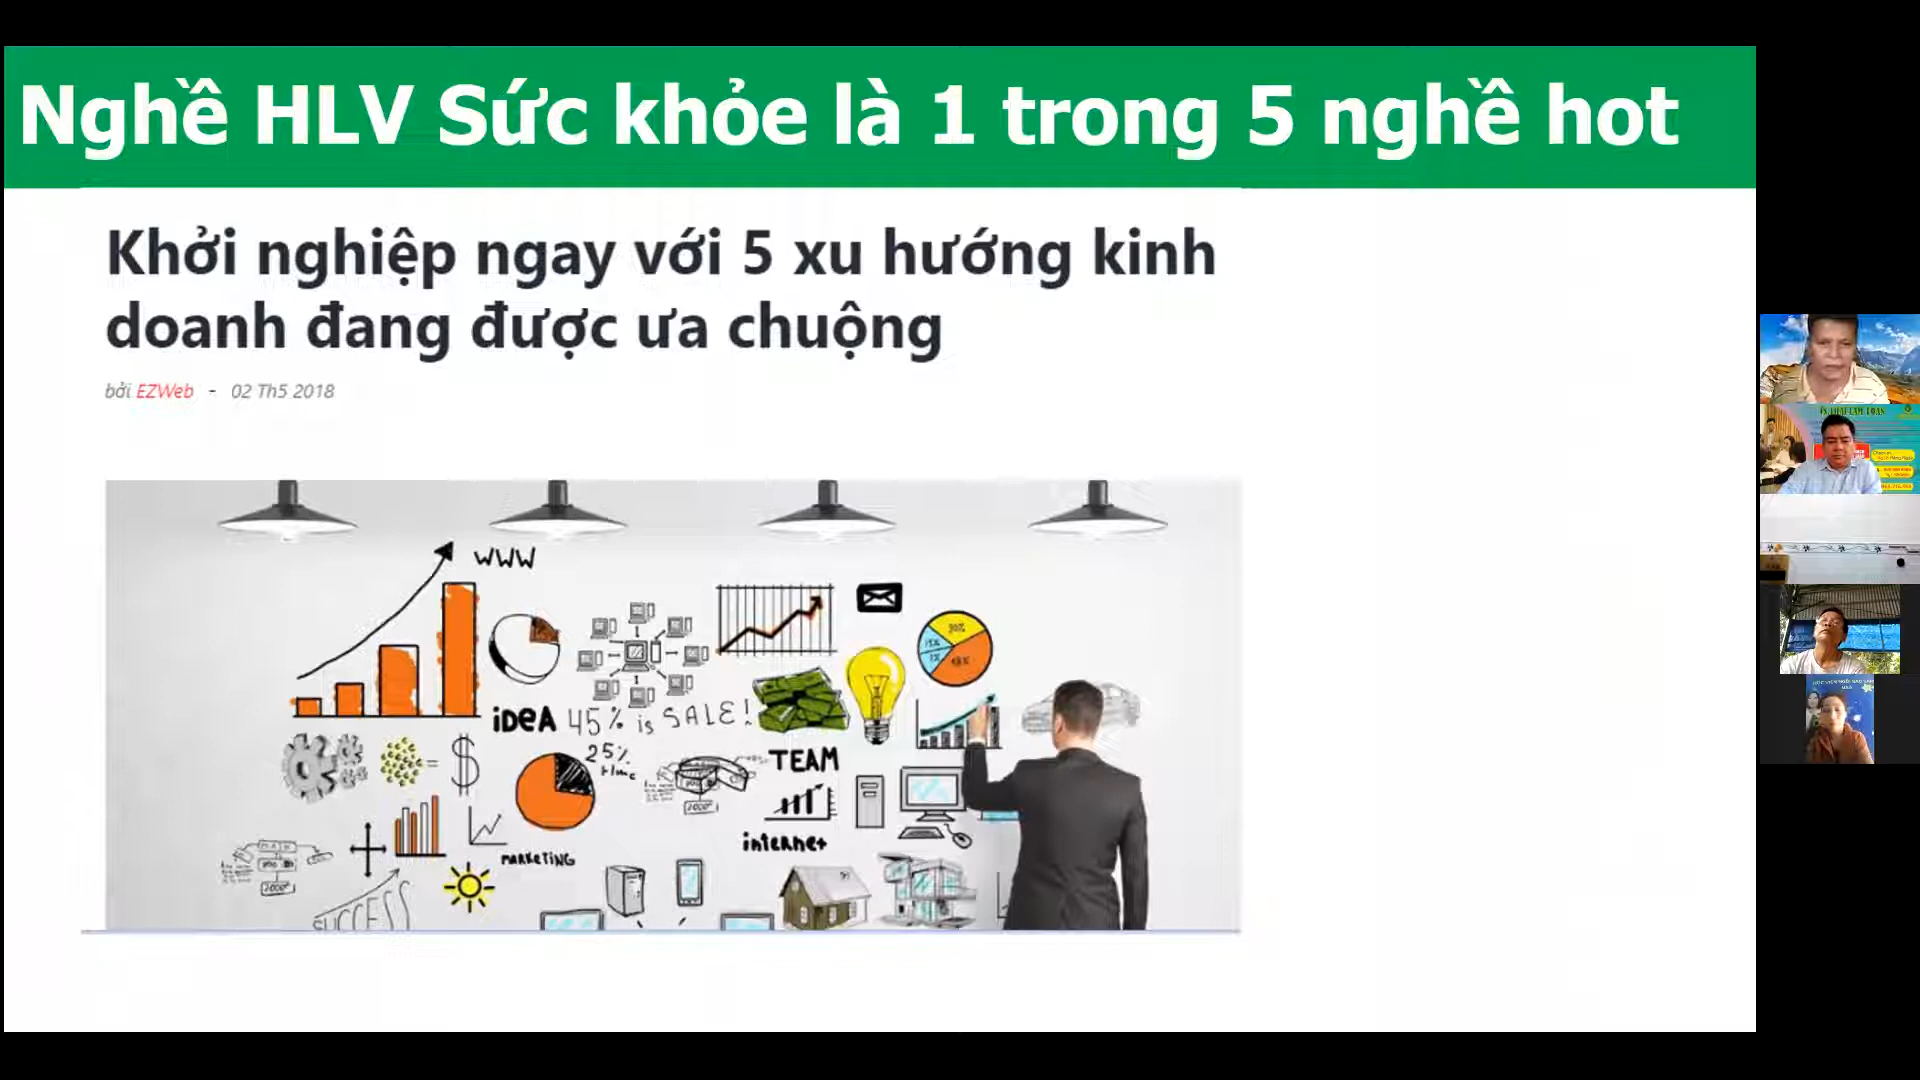 Nghề HLV Sức khỏe là 1 trong 5 nghề hot
Khởi nghiệp ngay với 5 xu hướng kinh
doanh đang được ưa chuộng
bởi EZWeb - 02 Th5 2018
WWW
iDEA 45% is SALE!
25%
30%
TEAM
internet
MARKETING
SUCCESS